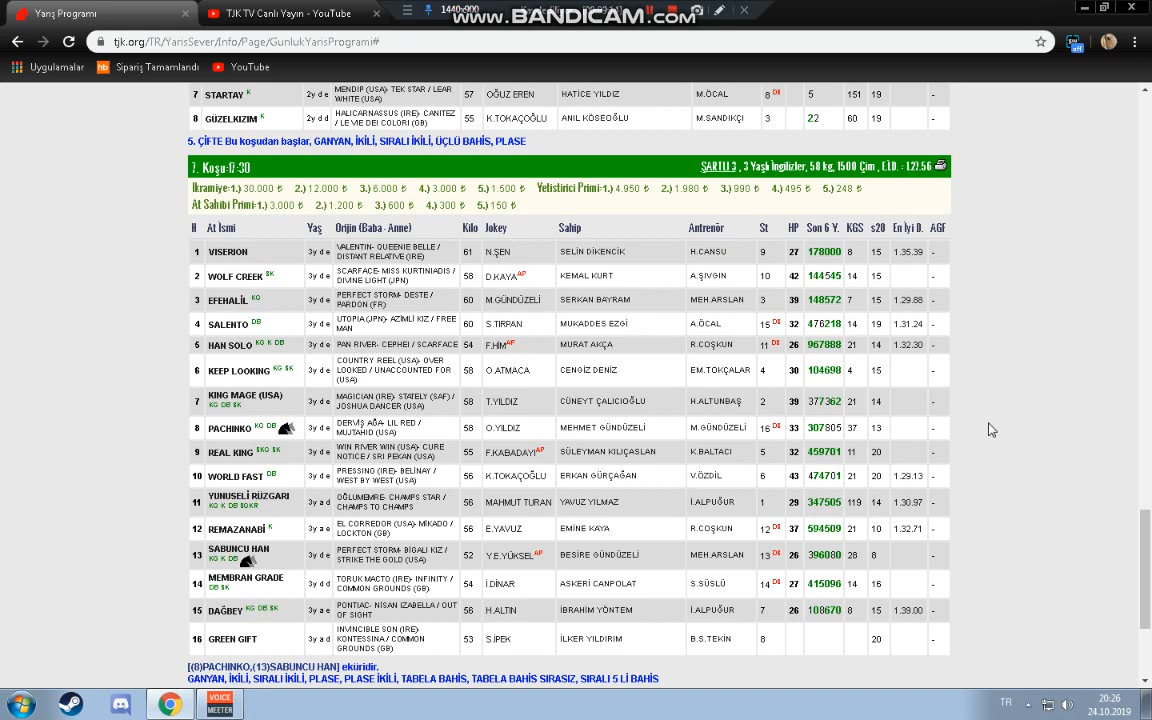 Yarış Programı
TJK TV Canlı Yayın - YouTube
1440x900
WWW.BANDICAM.COM
tjk.org/TR/YarisSever/Info/Page/GunlukYarisProgrami#
Uygulamalar hb Sipariş Tamamlandı YouTube
7 STARTAY K 2y d e MENDIP (USA)- TEK STAR / LEAR WHITE (USA) 57 OĞUZ EREN HATİCE YILDIZ M.ÖCAL 8 DS 5 151 19 -
8 GÜZELKIZIM K 2y d d HALICARNASSUS (IRE)- CANITEZ / LE VIE DEI COLORI (GB) 55 K.TOKAÇOĞLU ANIL KÖSEOĞLU M.SANDIKÇI 3 22 60 19 -
5. ÇİFTE Bu koşudan başlar, GANYAN, İKİLİ, SIRALI İKİLİ, ÜÇLÜ BAHİS, PLASE
7. Koşu:17:30 ŞARTLI 3 , 3 Yaşlı İngilizler, 58 kg, 1500 Çim , E.İ.D. : 1.27.56
Ikramiye:1.) 30.000 ₺ 2.) 12.000 ₺ 3.) 6.000 ₺ 4.) 3.000 ₺ 5.) 1.500 ₺ Yetistirici Primi:1.) 4.950 ₺ 2.) 1.980 ₺ 3.) 990 ₺ 4.) 495 ₺ 5.) 248 ₺
At Sahibi Primi:1.) 3.000 ₺ 2.) 1.200 ₺ 3.) 600 ₺ 4.) 300 ₺ 5.) 150 ₺
N At İsmi Yaş Orijin (Baba - Anne) Kilo Jokey Sahip Antrenör St HP Son 6 Y. KGS s20 En İyi D. AGF
1 VISERION 3y d e VALENTIN- QUEENIE BELLE / DISTANT RELATIVE (IRE) 61 N.ŞEN SELİN DİKENCİK H.CANSU 9 27 178000 8 15 1.35.39 -
2 WOLF CREEK SK 3y d e SCARFACE- MISS KURTINIADIS / DIVINE LIGHT (JPN) 58 D.KAYA AP KEMAL KURT A.ŞIVGIN 10 42 144545 14 15 -
3 EFEHALİL KG 3y d e PERFECT STORM- DESTE / PARDON (FR) 60 M.GÜNDÜZELİ SERKAN BAYRAM MEH.ARSLAN 3 39 148572 7 15 1.29.88 -
4 SALENTO DB 3y d e UTOPIA (JPN)- AZIMLI KIZ / FREE MAN 60 S.TIRPAN MUKADDES EZGİ A.ÖCAL 15 DS 32 476218 14 19 1.31.24 -
5 HAN SOLO KG K DB 3y d e PAN RIVER- CEPHEI / SCARFACE 54 F.HİM AP MURAT AKÇA R.COŞKUN 11 DS 26 967888 21 14 1.32.30 -
6 KEEP LOOKING KG SK 3y d e COUNTRY REEL (USA)- OVER LOOKED / UNACCOUNTED FOR (USA) 58 O.ATMACA CENGİZ DENİZ EM.TOKÇALAR 4 30 104698 4 15 -
7 KING MAGE (USA) KG DB SK 3y d e MAGICIAN (IRE)- STATELY (SAF) / JOSHUA DANCER (USA) 58 T.YILDIZ CÜNEYT ÇALICIOĞLU H.ALTUNBAŞ 2 39 377362 21 14 -
8 PACHINKO KG DB 3y d e DERVİŞ AĞA- LIL RED / MUJTAHID (USA) 58 O.YILDIZ MEHMET GÜNDÜZELİ M.GÜNDÜZELİ 16 DS 33 307805 37 13 -
9 REAL KING SKG SK 3y d e WIN RIVER WIN (USA)- CURE NOTICE / SRI PEKAN (USA) 55 F.KABADAYI AP SÜLEYMAN KILIÇASLAN K.BALTACI 5 32 459701 11 20 -
10 WORLD FAST DB 3y d e PRESSING (IRE)- BELİNAY / WEST BY WEST (USA) 56 K.TOKAÇOĞLU ERKAN GÜRÇAĞAN V.ÖZDİL 6 43 474701 21 20 1.29.13 -
11 YUNUSELİ RÜZGARI KG K DB SGKR 3y a d OĞLUMEMRE- CHAMPS STAR / CHAMPS TO CHAMPS 56 MAHMUT TURAN YAVUZ YILMAZ İ.ALPUĞUR 1 29 347505 119 14 1.30.97 -
12 REMAZANABİ K 3y a e EL CORREDOR (USA)- MİKADO / LOCKTON (GB) 56 E.YAVUZ EMİNE KAYA R.COŞKUN 12 DS 37 594509 21 10 1.32.71 -
13 SABUNCU HAN KG K DB 3y a e PERFECT STORM- BİGALI KIZ / STRIKE THE GOLD (USA) 52 Y.E.YÜKSEL AP BESİRE GÜNDÜZELİ MEH.ARSLAN 13 DS 26 396080 28 8 -
14 MEMBRAN GRADE DB SK 3y d d TORUK MACTO (IRE)- INFINITY / COMMON GROUNDS (GB) 54 İ.DİNAR ASKERİ CANPOLAT S.SÜSLÜ 14 DS 27 415096 14 16 -
15 DAĞBEY KG DB SK 3y a e PONTIAC- NİSAN IZABELLA / OUT OF SIGHT 56 H.ALTIN İBRAHİM YÖNTEM İ.ALPUĞUR 7 26 108670 8 15 1.39.00 -
16 GREEN GIFT 3y a d INVINCIBLE SON (IRE)- KONTESSINA / COMMON GROUNDS (GB) 53 S.İPEK İLKER YILDIRIM B.S.TEKİN 8 20 -
[(8)PACHINKO,(13)SABUNCU HAN] eküridir.
GANYAN, İKİLİ, SIRALI İKİLİ, PLASE, PLASE İKİLİ, TABELA BAHİS, TABELA BAHİS SIRASIZ, SIRALI 5 Lİ BAHİS
VOICE MEETER
TR
20:26
24.10.2019